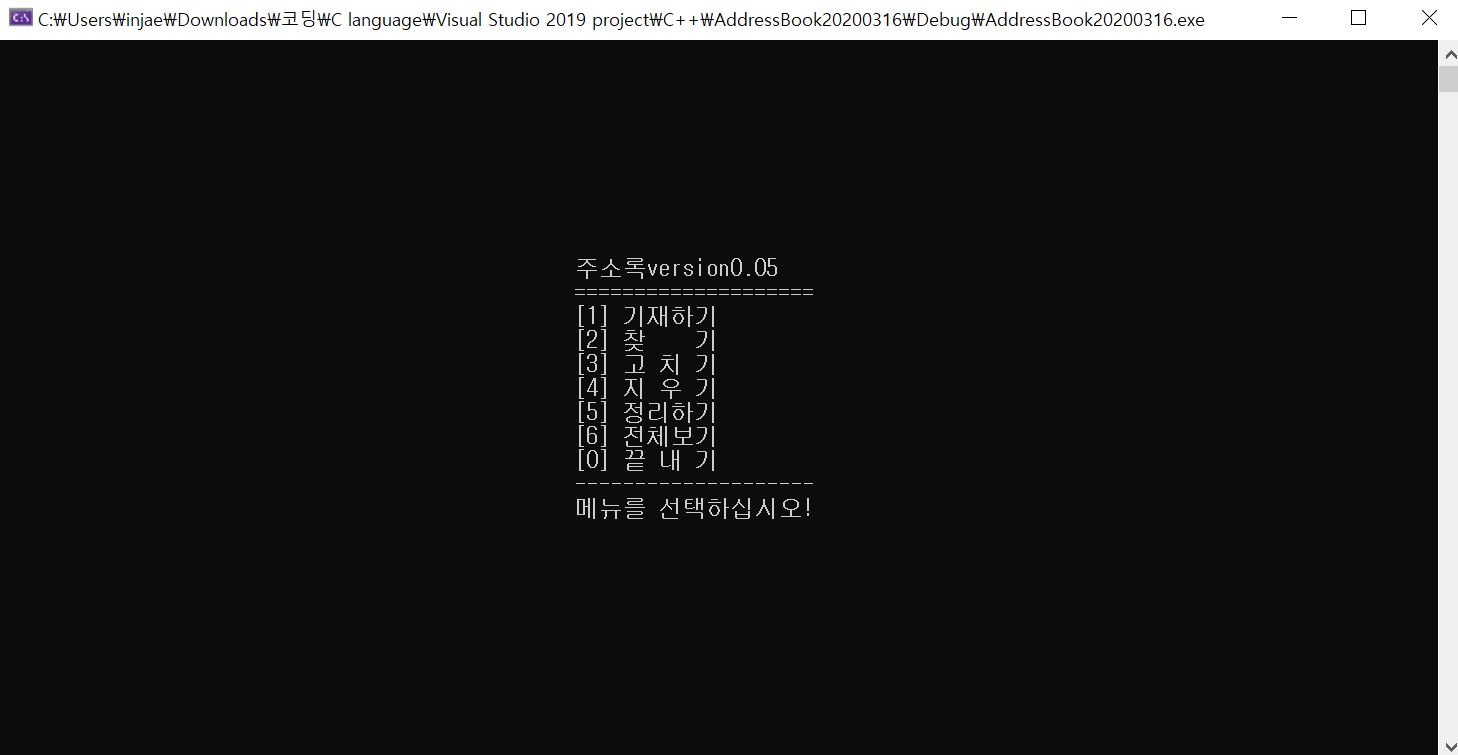 C:\Users\injae\Downloads\코딩\C language\Visual Studio 2019 project\C++\AddressBook20200316\Debug\AddressBook20200316.exe
주소록version0.05
====================
[1] 기재하기
[2] 찾    기
[3] 고 치 기
[4] 지 우 기
[5] 정리하기
[6] 전체보기
[0] 끝 내 기
--------------------
메뉴를 선택하십시오!